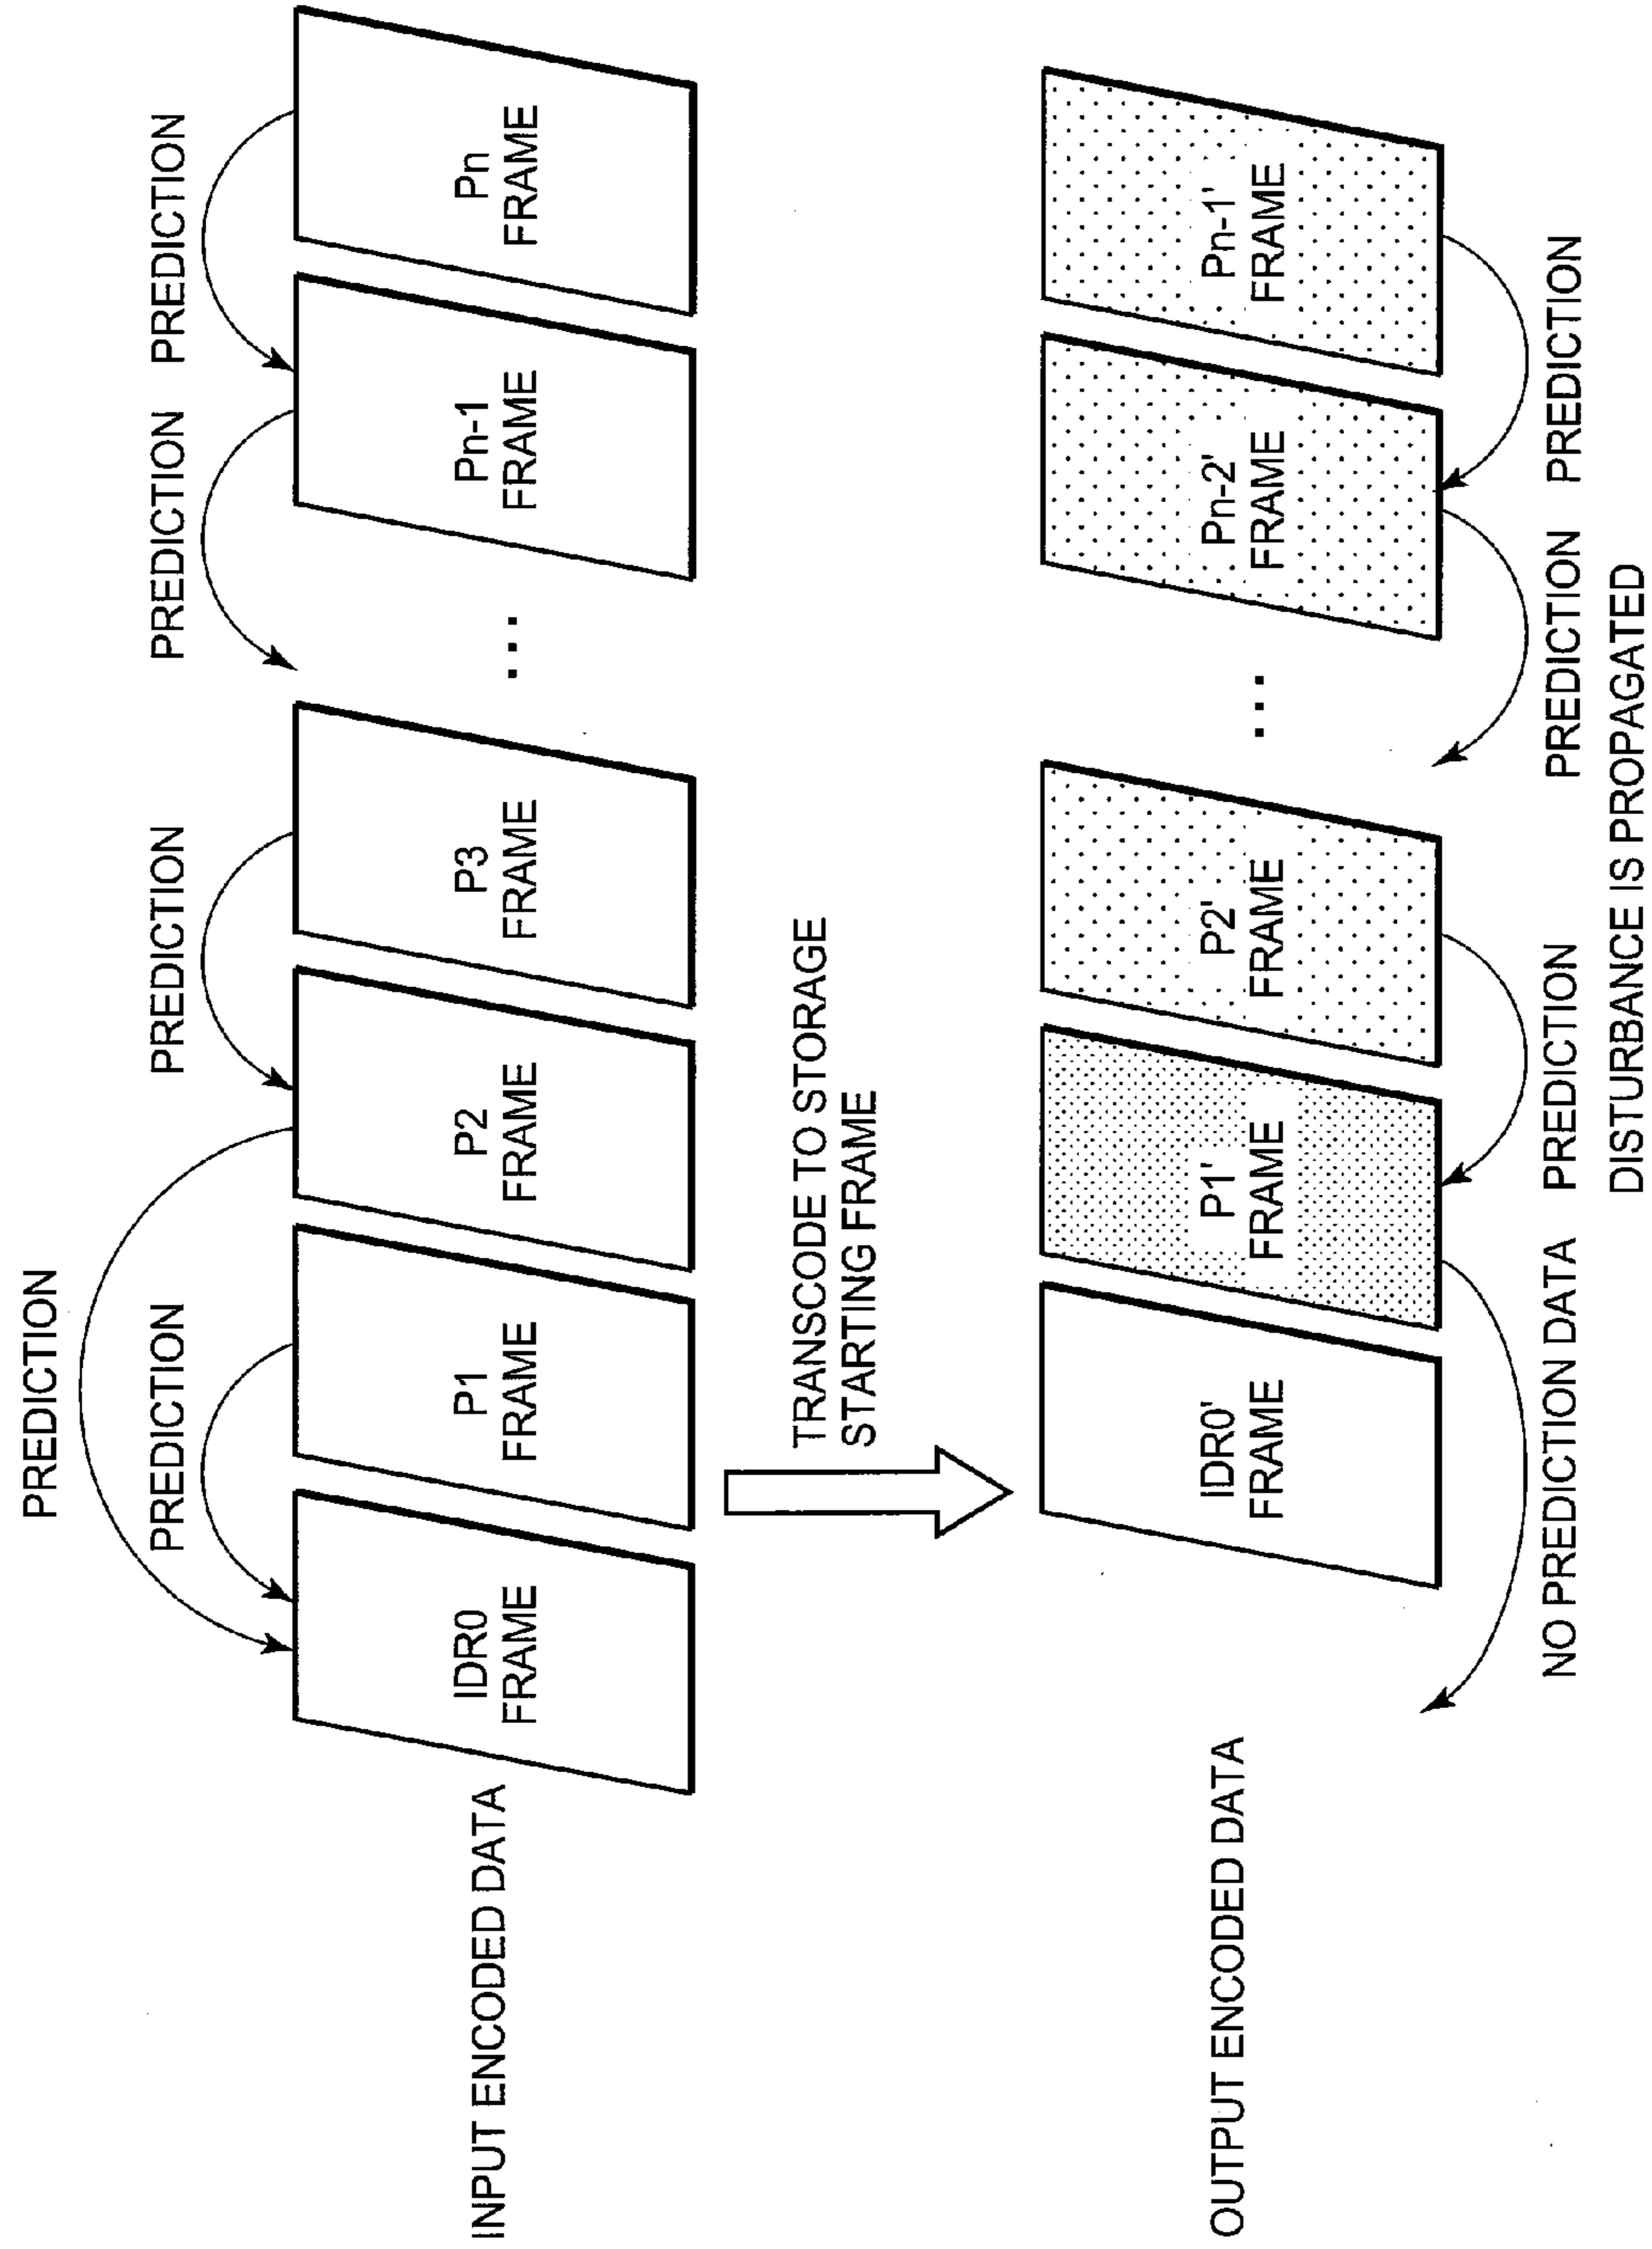 PREDICTION
PREDICTION
PREDICTION
PREDICTION
PREDICTION
INPUT ENCODED DATA
IDR0
FRAME
P1
FRAME
P2
FRAME
P3
FRAME
...
Pn-1
FRAME
Pn
FRAME
TRANSCODE TO STORAGE
STARTING FRAME
OUTPUT ENCODED DATA
IDR0'
FRAME
P1'
FRAME
P2'
FRAME
...
Pn-2'
FRAME
Pn-1'
FRAME
NO PREDICTION DATA
PREDICTION
PREDICTION
PREDICTION
DISTURBANCE IS PROPAGATED